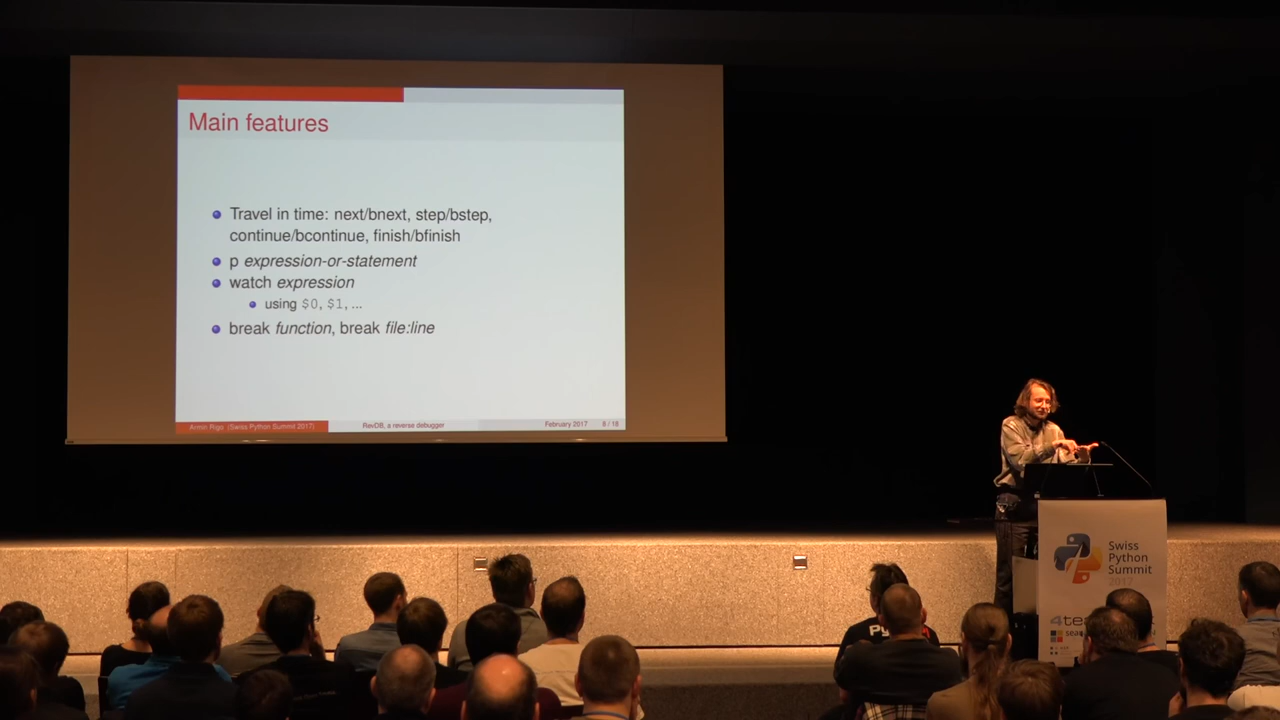 Main features
Travel in time: next/bnext, step/bstep,
continue/bcontinue, finish/bfinish
p expression-or-statement
watch expression
using $0, $1, ...
break function, break file:line
Armin Rigo (Swiss Python Summit 2017)
RevDB, a reverse debugger
February 2017
8 / 18
Swiss
Python
Summit
2017